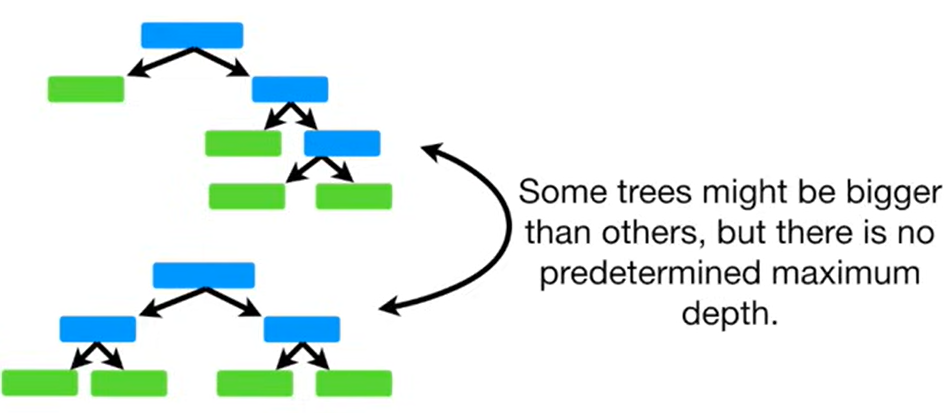 Some trees might be bigger
than others, but there is no
predetermined maximum
depth.